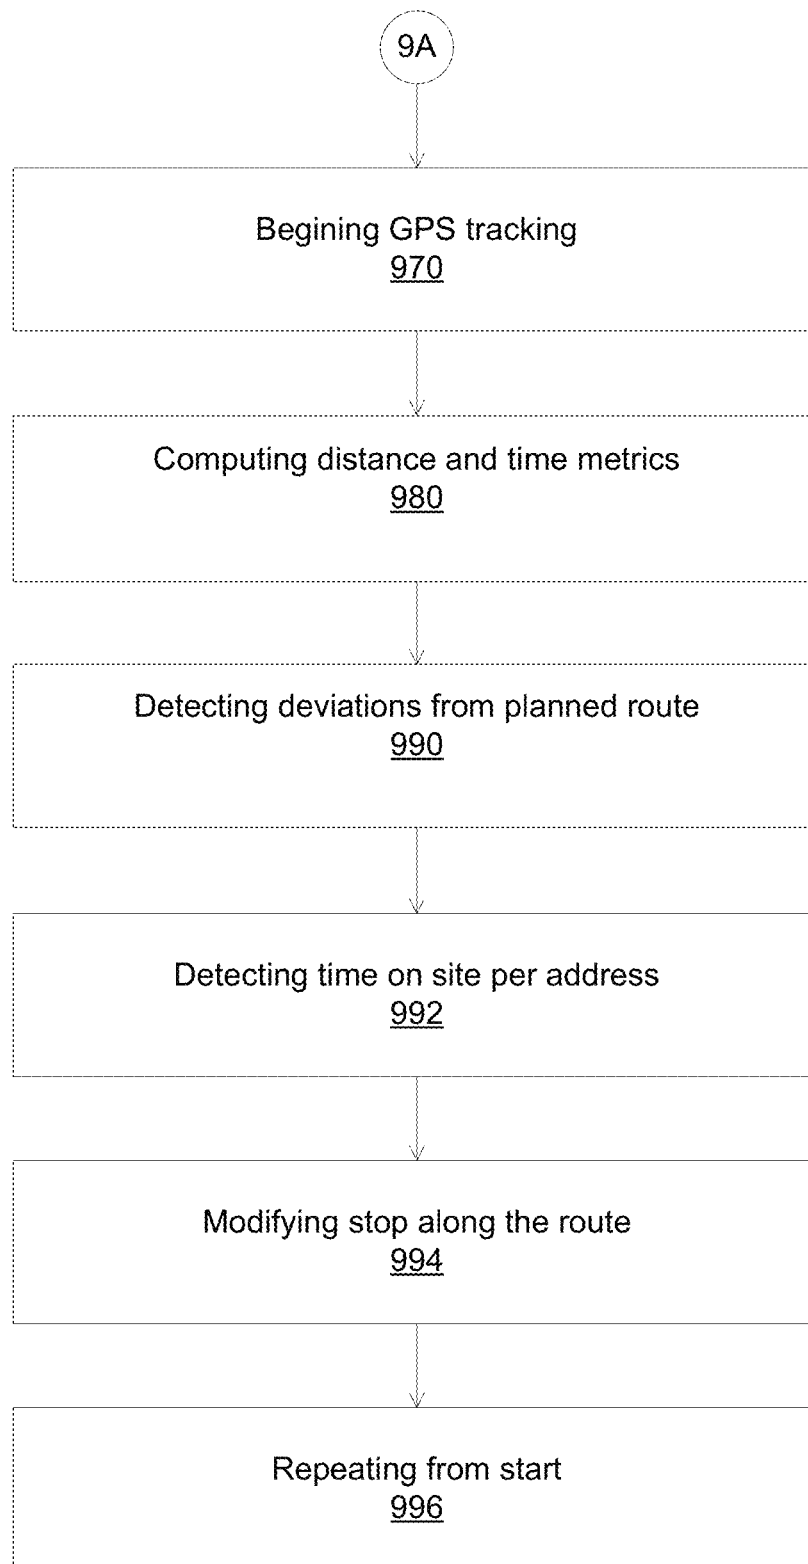 9A
Begining GPS tracking
970
Computing distance and time metrics
980
Detecting deviations from planned route
990
Detecting time on site per address
992
Modifying stop along the route
994
Repeating from start
996